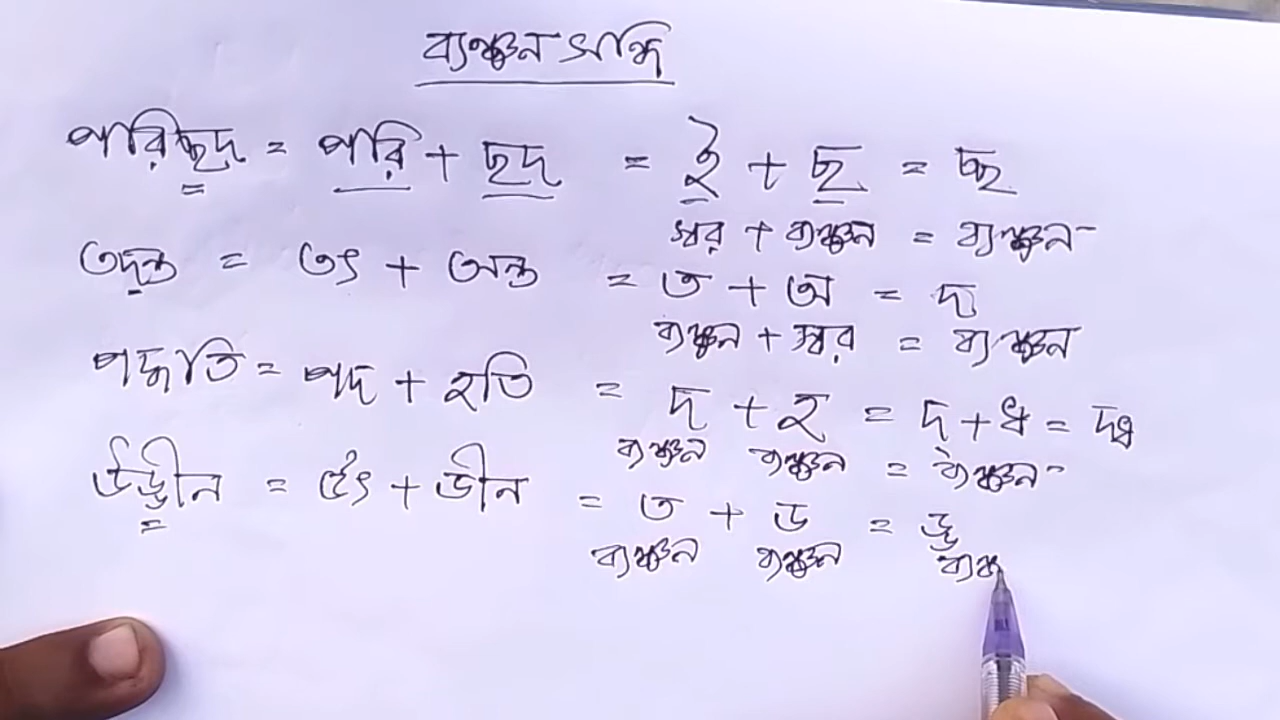 ব্যঞ্জন সন্ধি
পরিচ্ছদ = পরি + ছদ = ই + ছ = চ্ছ
স্বর + ব্যঞ্জন = ব্যঞ্জন
তদন্ত = তৎ + অন্ত = ত + অ = দ
ব্যঞ্জন + স্বর = ব্যঞ্জন
পদ্ধতি = পদ + হতি = দ + হ = দ + ধ = দ্ধ
ব্যঞ্জন ব্যঞ্জন = ব্যঞ্জন
উড্ডীন = উৎ + ডীন = ত + ড = ড্ড
ব্যঞ্জন ব্যঞ্জন ব্যঞ্জ